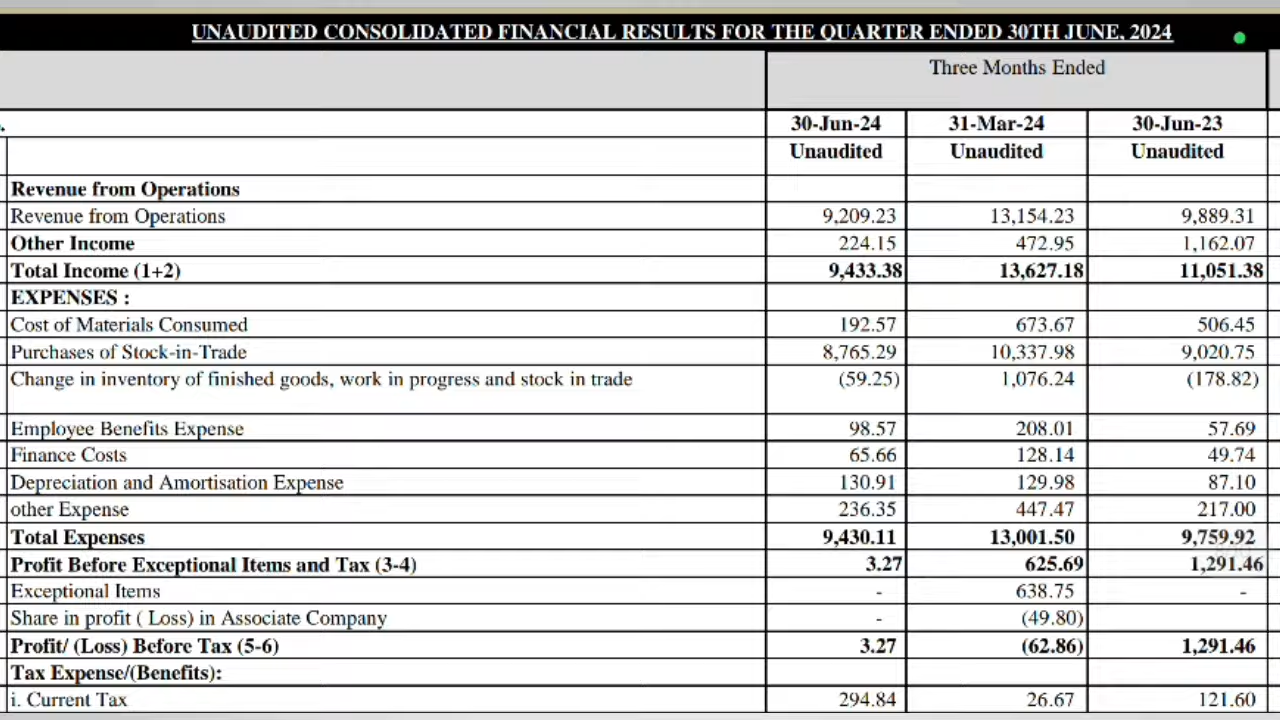 UNAUDITED CONSOLIDATED FINANCIAL RESULTS FOR THE QUARTER ENDED 30TH JUNE, 2024
Three Months Ended
30-Jun-24 31-Mar-24 30-Jun-23
Unaudited Unaudited Unaudited
Revenue from Operations
Revenue from Operations 9,209.23 13,154.23 9,889.31
Other Income 224.15 472.95 1,162.07
Total Income (1+2) 9,433.38 13,627.18 11,051.38
EXPENSES :
Cost of Materials Consumed 192.57 673.67 506.45
Purchases of Stock-in-Trade 8,765.29 10,337.98 9,020.75
Change in inventory of finished goods, work in progress and stock in trade (59.25) 1,076.24 (178.82)
Employee Benefits Expense 98.57 208.01 57.69
Finance Costs 65.66 128.14 49.74
Depreciation and Amortisation Expense 130.91 129.98 87.10
other Expense 236.35 447.47 217.00
Total Expenses 9,430.11 13,001.50 9,759.92
Profit Before Exceptional Items and Tax (3-4) 3.27 625.69 1,291.46
Exceptional Items - 638.75 -
Share in profit ( Loss) in Associate Company - (49.80)
Profit/ (Loss) Before Tax (5-6) 3.27 (62.86) 1,291.46
Tax Expense/(Benefits):
i. Current Tax 294.84 26.67 121.60